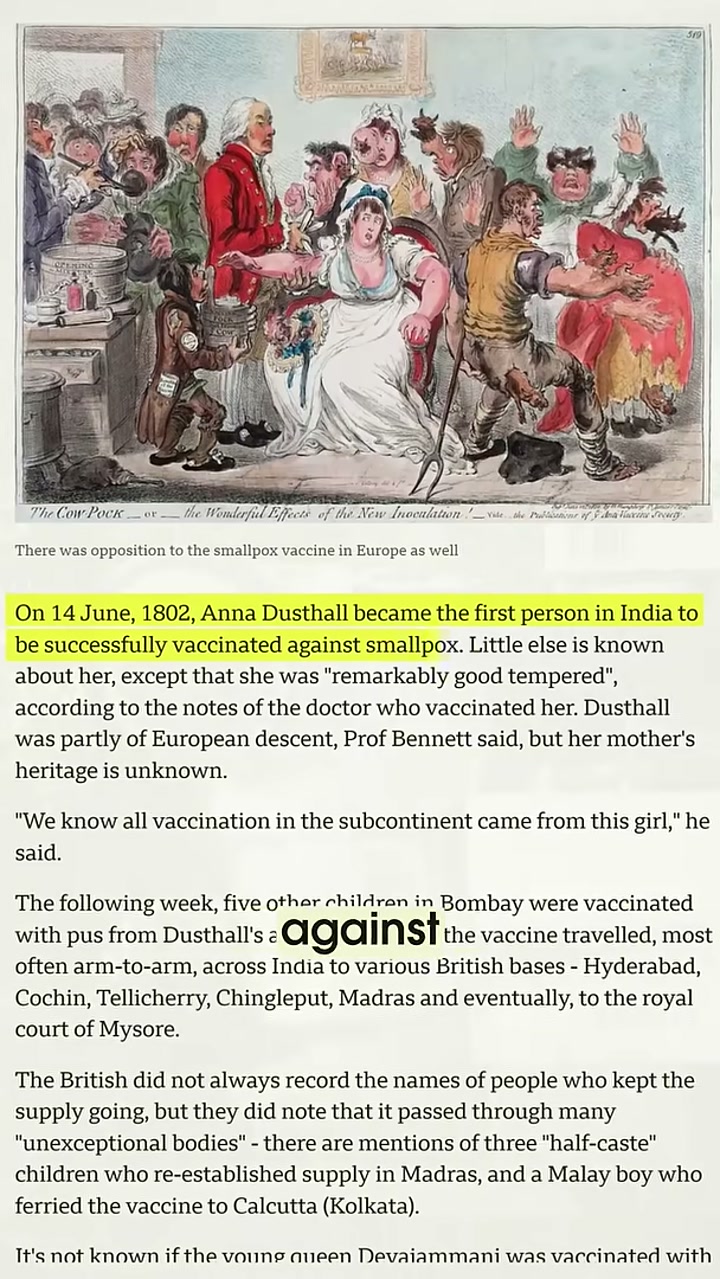 519
The Cow Pock _ or _ the Wonderful Effects of the New Inoculation! _ Vide. the Publications of ye Anti Vaccine Society.
There was opposition to the smallpox vaccine in Europe as well
On 14 June, 1802, Anna Dusthall became the first person in India to
be successfully vaccinated against smallpox. Little else is known
about her, except that she was "remarkably good tempered",
according to the notes of the doctor who vaccinated her. Dusthall
was partly of European descent, Prof Bennett said, but her mother's
heritage is unknown.
"We know all vaccination in the subcontinent came from this girl," he
said.
The following week, five other children in Bombay were vaccinated
with pus from Dusthall's a against the vaccine travelled, most
often arm-to-arm, across India to various British bases - Hyderabad,
Cochin, Tellicherry, Chingleput, Madras and eventually, to the royal
court of Mysore.
The British did not always record the names of people who kept the
supply going, but they did note that it passed through many
"unexceptional bodies" - there are mentions of three "half-caste"
children who re-established supply in Madras, and a Malay boy who
ferried the vaccine to Calcutta (Kolkata).
It's not known if the young queen Devajammani was vaccinated with